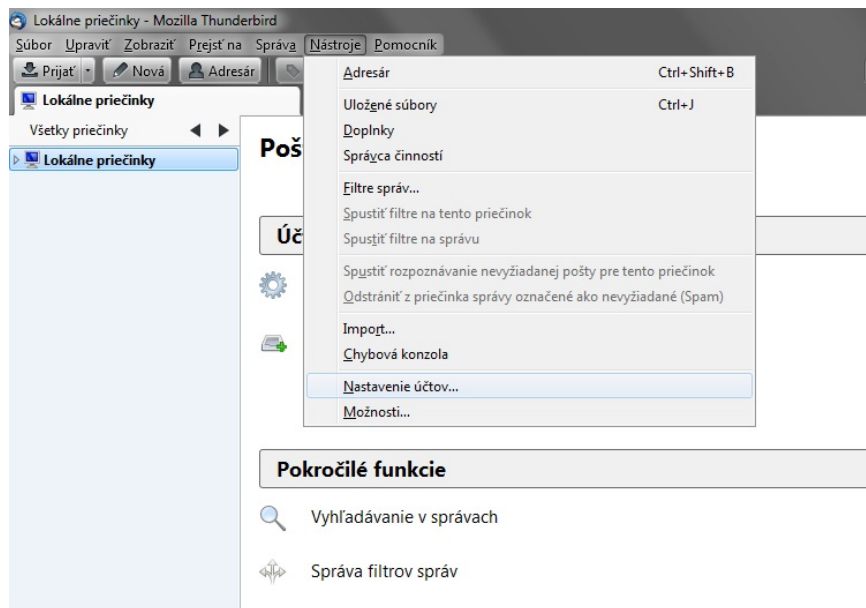 Lokálne priečinky - Mozilla Thunderbird
Súbor Upraviť Zobraziť Prejsť na Správa Nástroje Pomocník
Prijať Nová Adresár
Lokálne priečinky
Všetky priečinky
Lokálne priečinky
Adresár Ctrl+Shift+B
Uložené súbory Ctrl+J
Doplnky
Správca činností
Filtre správ...
Spustiť filtre na tento priečinok
Spustiť filtre na správu
Spustiť rozpoznávanie nevyžiadanej pošty pre tento priečinok
Odstrániť z priečinka správy označené ako nevyžiadané (Spam)
Import...
Chybová konzola
Nastavenie účtov...
Možnosti...
Poš
Úč
Pokročilé funkcie
Vyhľadávanie v správach
Správa filtrov správ